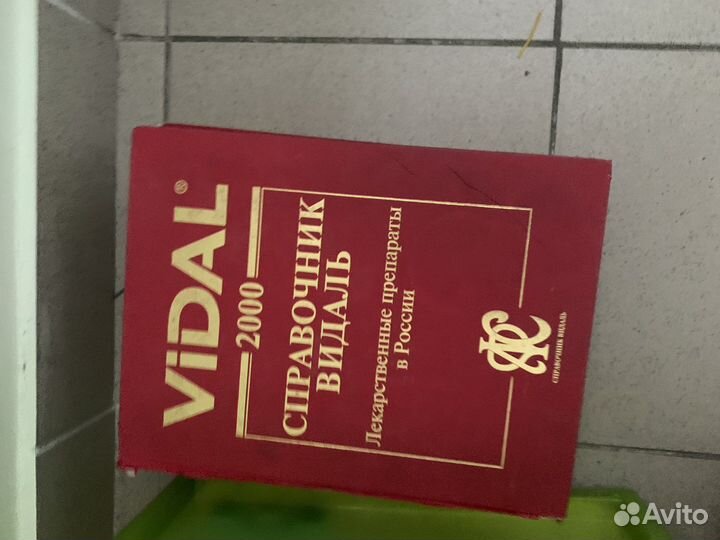 ViDAL®
2000
СПРАВОЧНИК
ВИДАЛЬ
Лекарственные препараты
в России
СПРАВОЧНИК ВИДАЛЬ
Avito